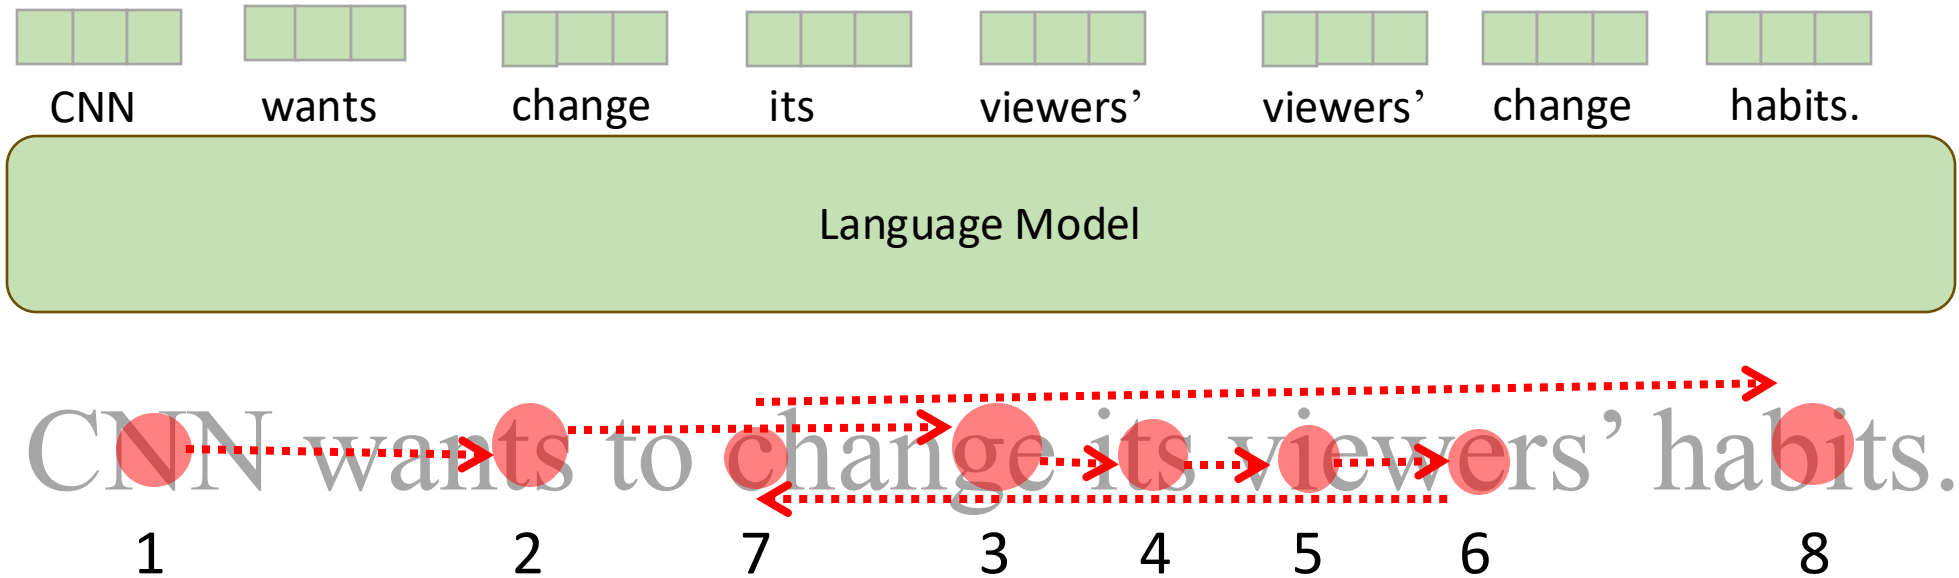 CNN wants change its viewers’ viewers’ change habits.
Language Model
CNN wants to change its viewers’ habits.
1 2 7 3 4 5 6 8